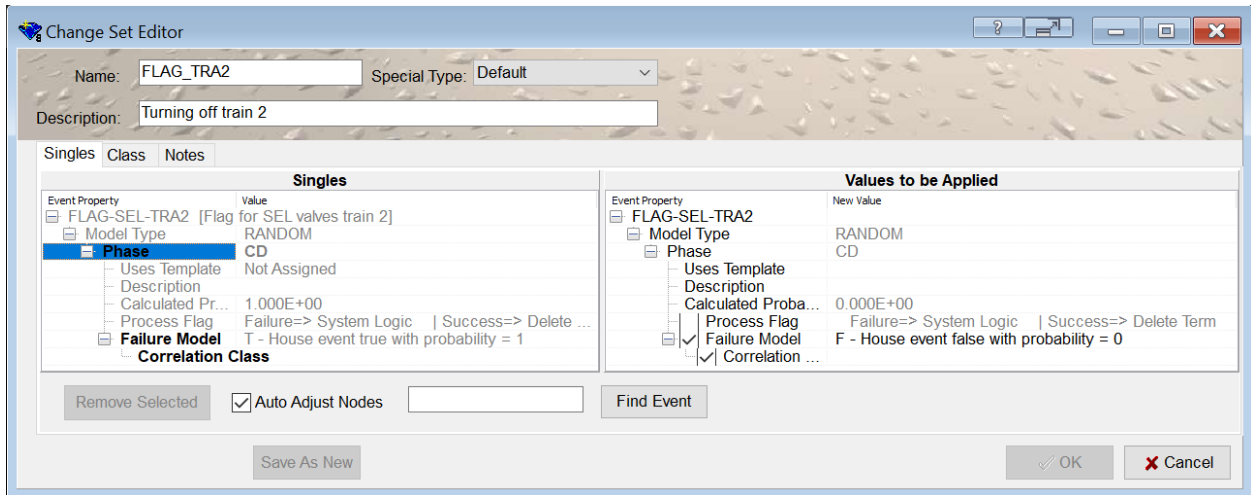 Change Set Editor
?
Name: FLAG_TRA2 Special Type: Default
Description: Turning off train 2
Singles Class Notes
Singles Values to be Applied
Event Property Value Event Property New Value
FLAG-SEL-TRA2 [Flag for SEL valves train 2] FLAG-SEL-TRA2
Model Type RANDOM Model Type RANDOM
Phase CD Phase CD
Uses Template Not Assigned Uses Template
Description Description
Calculated Pr... 1.000E+00 Calculated Proba... 0.000E+00
Process Flag Failure=> System Logic | Success=> Delete ... Process Flag Failure=> System Logic | Success=> Delete Term
Failure Model T - House event true with probability = 1 Failure Model F - House event false with probability = 0
Correlation Class Correlation ...
Remove Selected Auto Adjust Nodes Find Event
Save As New OK Cancel